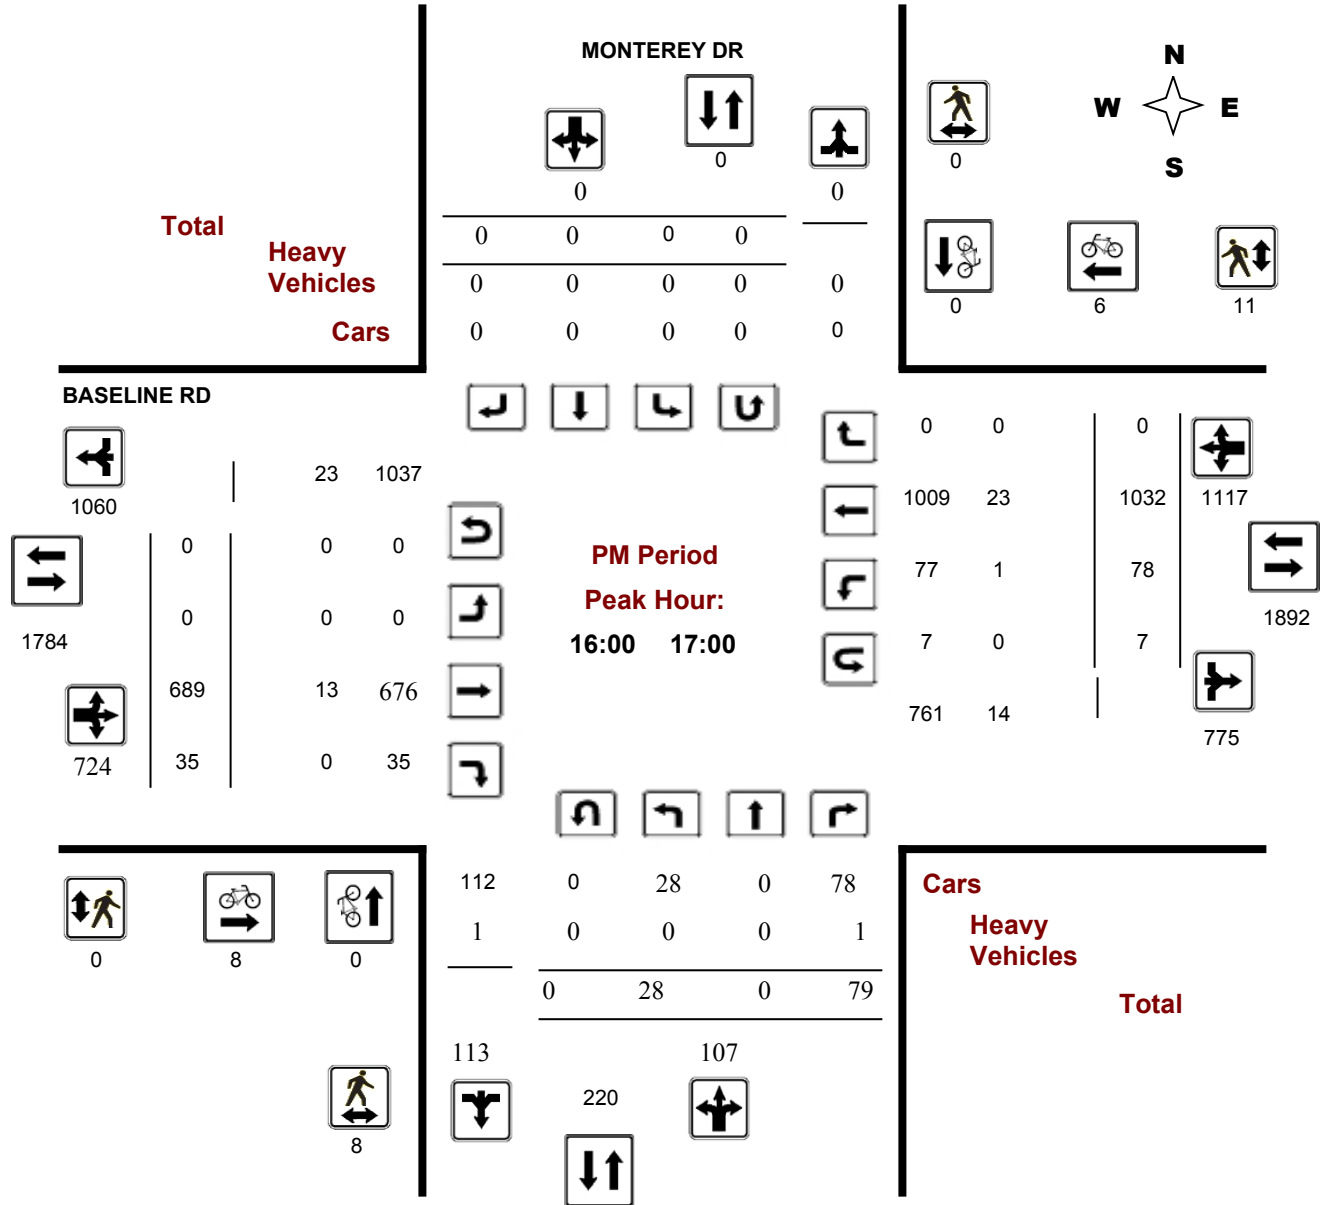 MONTEREY DR
N
W E
S
0
0
0 0
0
Total
0 0 0 0
Heavy
Vehicles
0 0 0 0 0
0 6 11
Cars
0 0 0 0 0
BASELINE RD
0 0 0
23 1037
1060
1009 23 1032 1117
0 0 0
PM Period
77 1 78
Peak Hour:
0 0 0
1784
16:00 17:00
7 0 7
1892
689 13 676
761 14
775
724 35 0 35
112 0 28 0 78
Cars
1 0 0 0 1
Heavy
Vehicles
0 8 0
0 28 0 79
Total
113 107
220
8